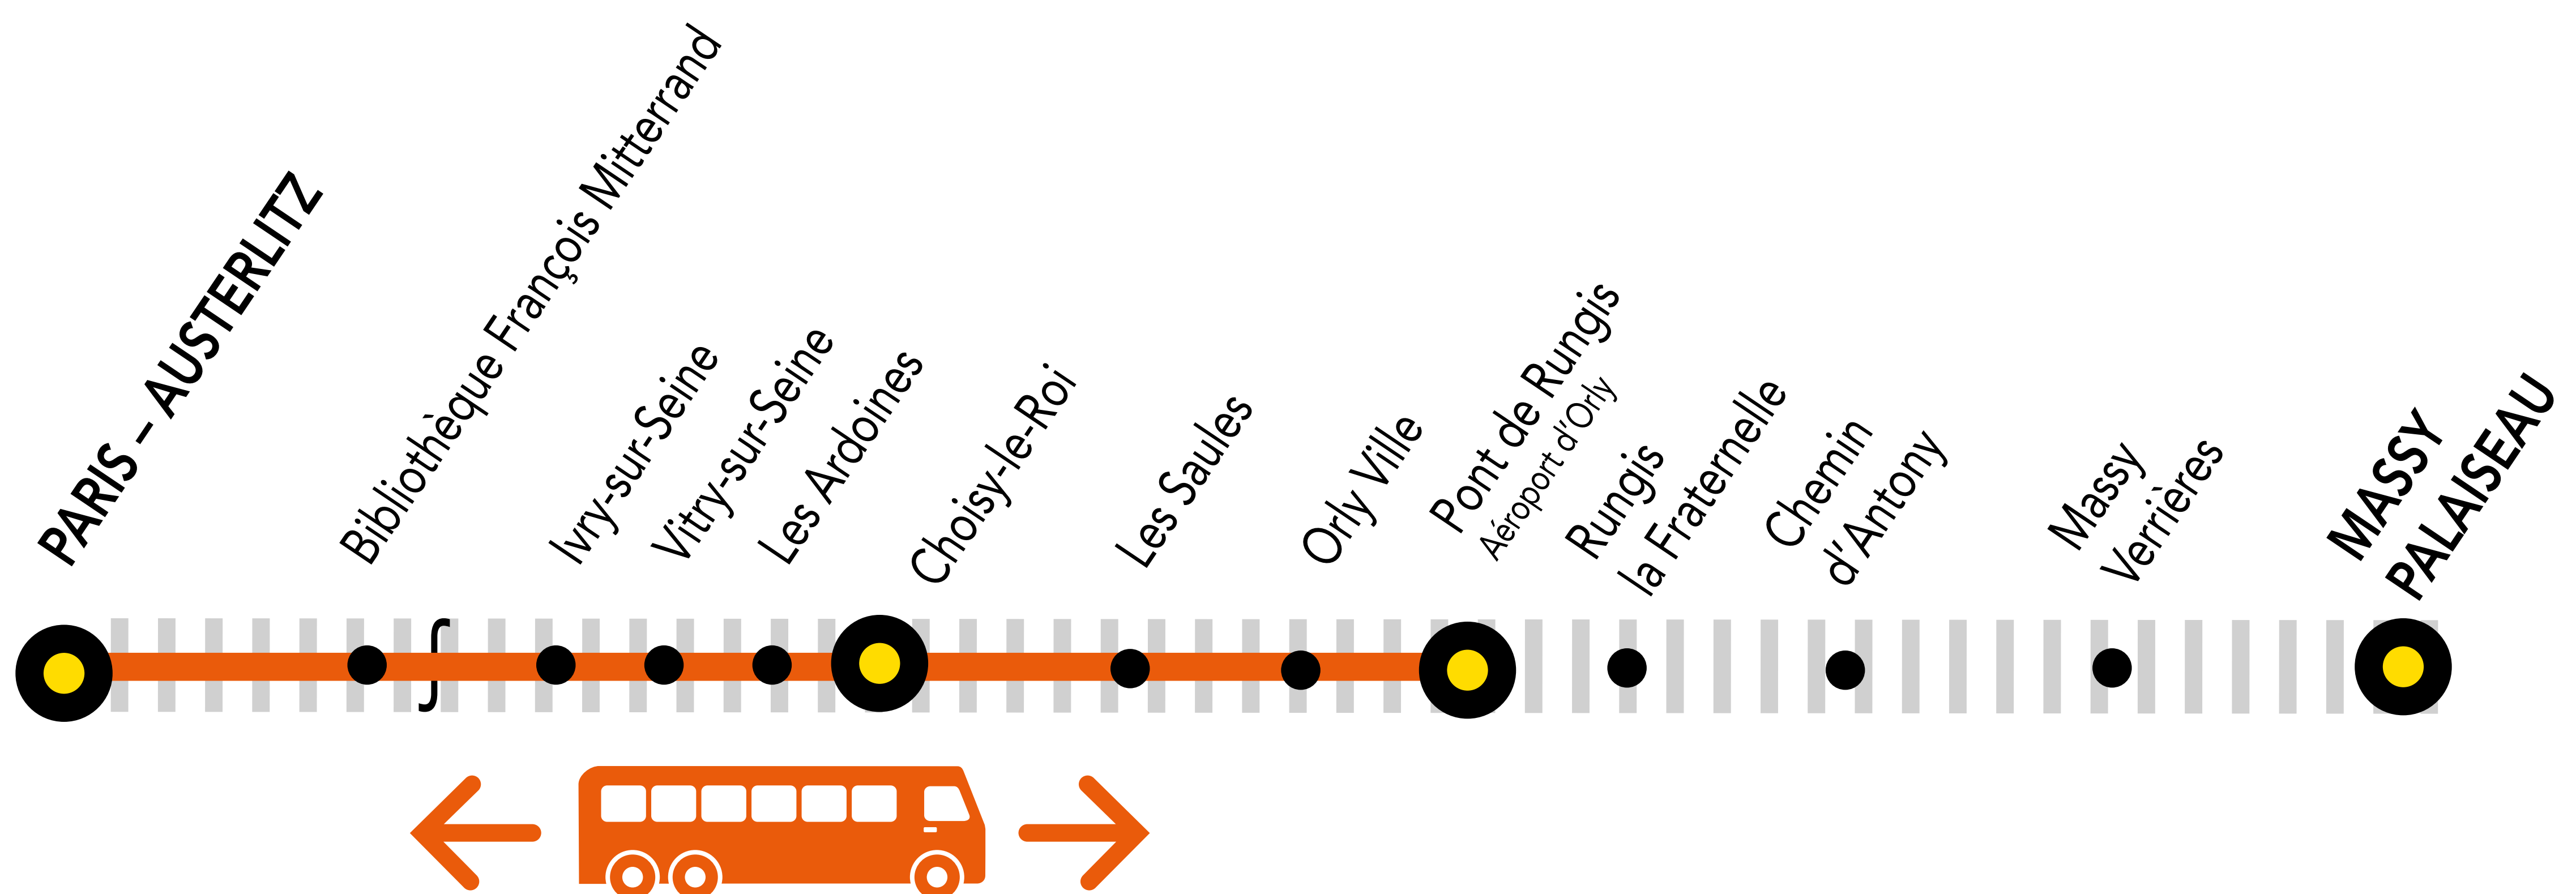 PARIS – AUSTERLITZ
Bibliothèque François Mitterrand
Ivry-sur-Seine
Vitry-sur-Seine
Les Ardoines
Choisy-le-Roi
Les Saules
Orly Ville
Pont de Rungis
Aéroport d'Orly
Rungis
la Fraternelle
Chemin
d'Antony
Massy
Verrières
MASSY
PALAISEAU